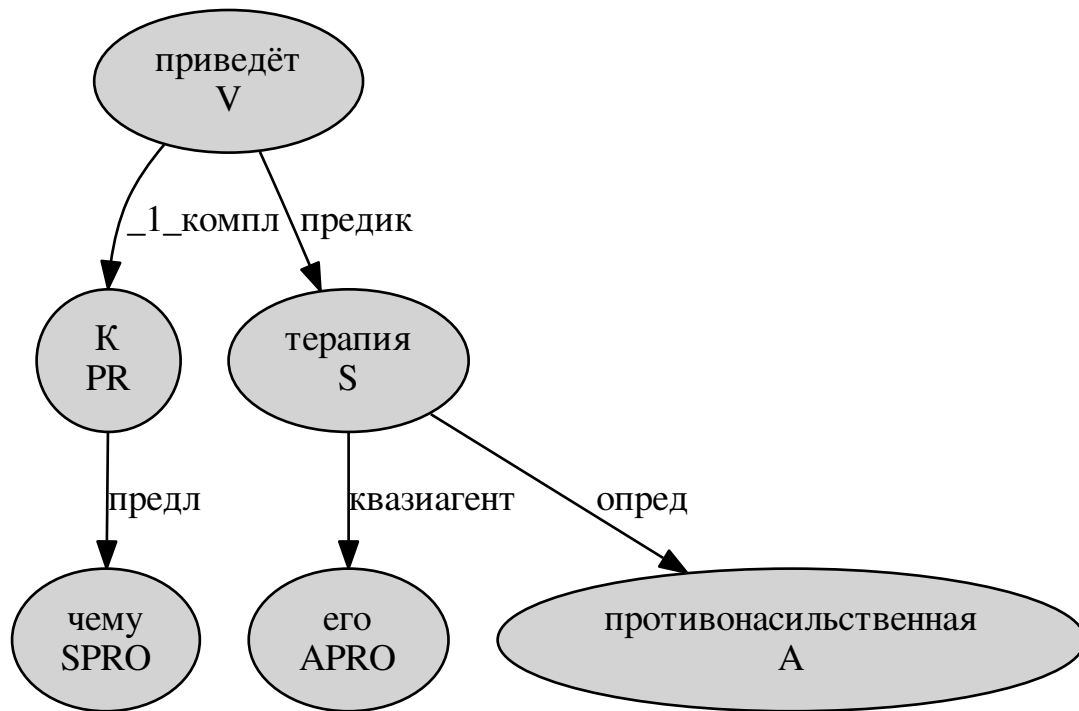 приведёт
V
_1_компл
предик
К
PR
терапия
S
предл
квазиагент
опред
чему
SPRO
его
APRO
противонасильственная
A